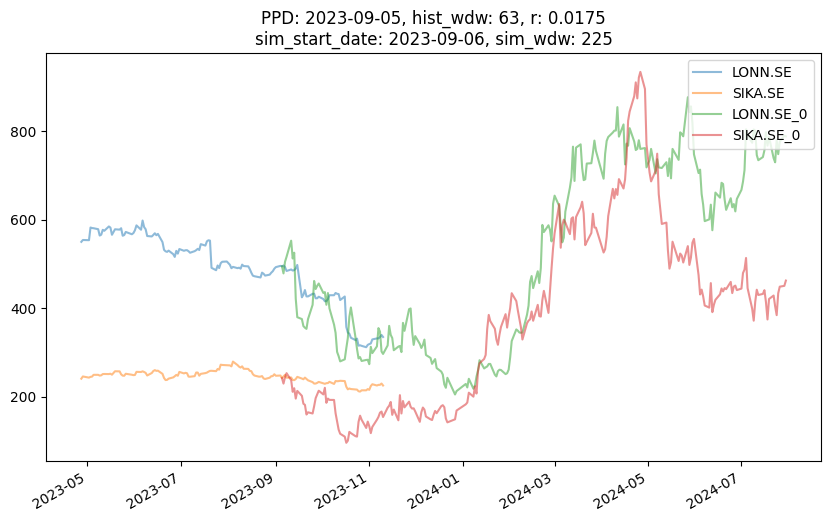 PPD: 2023-09-05, hist_wdw: 63, r: 0.0175
sim_start_date: 2023-09-06, sim_wdw: 225
LONN.SE
SIKA.SE
LONN.SE_0
SIKA.SE_0
800
600
400
200
2023-05
2023-07
2023-09
2023-11
2024-01
2024-03
2024-05
2024-07